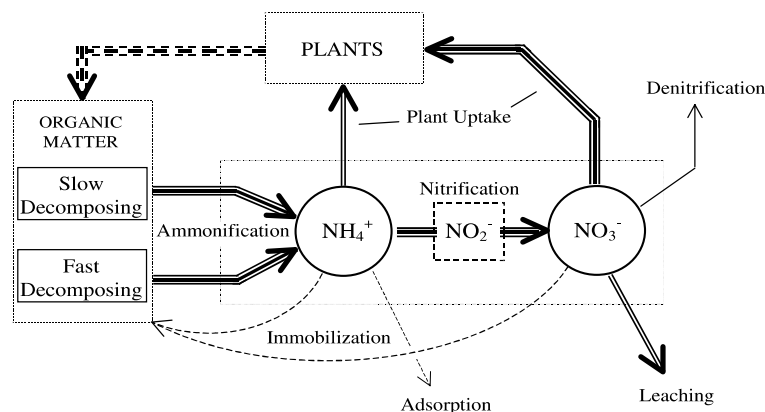 PLANTS
Denitrification
Plant Uptake
ORGANIC
MATTER
Slow
Decomposing
Nitrification
Ammonification
NH₄⁺
NO₂⁻
NO₃⁻
Fast
Decomposing
Immobilization
Leaching
Adsorption